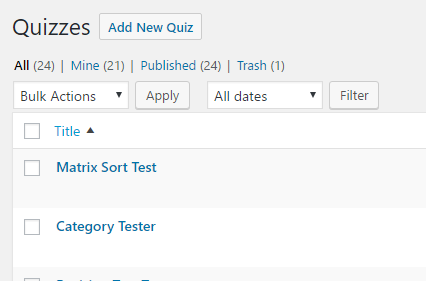 Quizzes Add New Quiz
All (24) | Mine (21) | Published (24) | Trash (1)
Bulk Actions Apply All dates Filter
Title
Matrix Sort Test
Category Tester